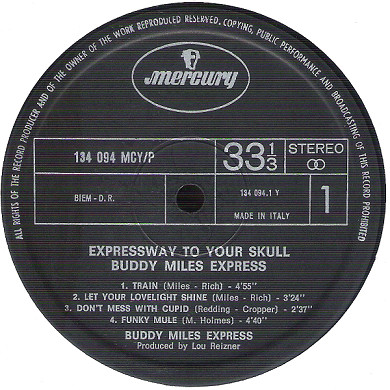 ALL RIGHTS OF THE RECORD PRODUCER AND OF THE OWNER OF THE WORK REPRODUCED RESERVED. COPYING, PUBLIC PERFORMANCE AND BROADCASTING OF THIS RECORD PROHIBITED
mercury
134 094 MCY/P
33 1/3
STEREO
BIEM - D. R.
134 094.1 Y
MADE IN ITALY
1
EXPRESSWAY TO YOUR SKULL
BUDDY MILES EXPRESS
1. TRAIN (Miles - Rich) - 4'55"
2. LET YOUR LOVELIGHT SHINE (Miles - Rich) - 3'24"
3. DON'T MESS WITH CUPID (Redding - Cropper) - 2'37"
4. FUNKY MULE (M. Holmes) - 4'40"
BUDDY MILES EXPRESS
Produced by Lou Reizner